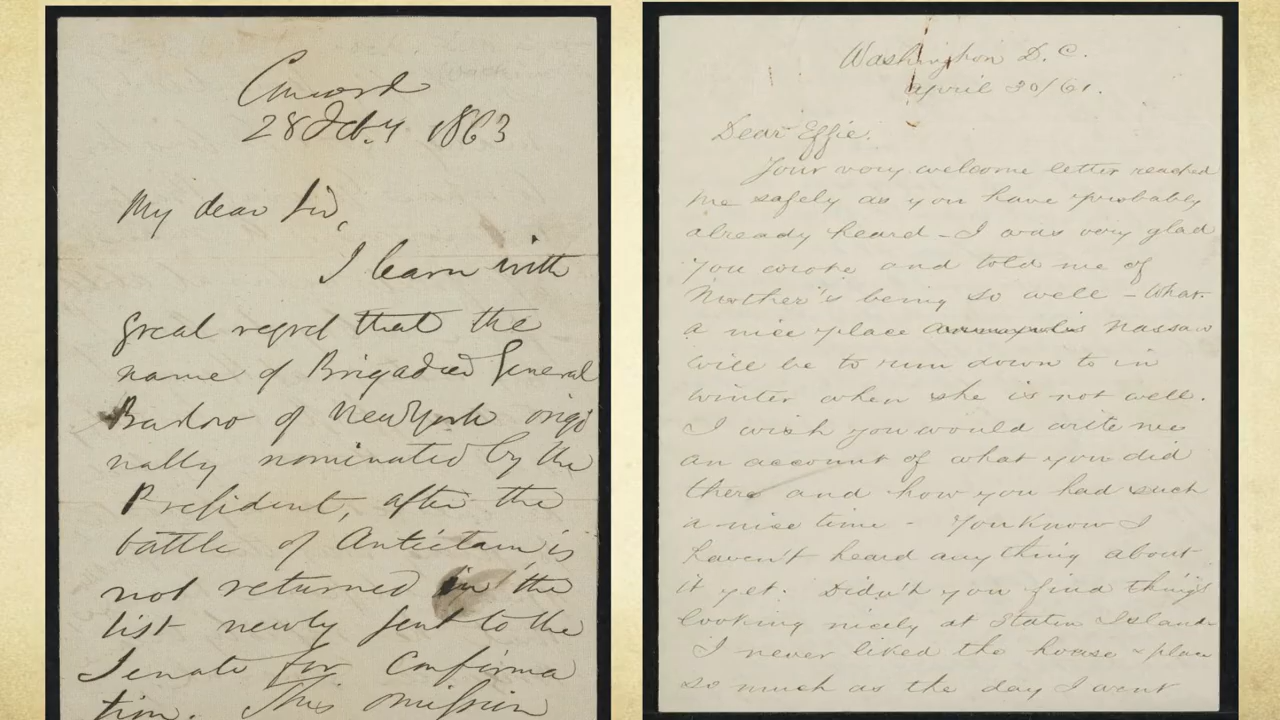 Concord
28 Feb.y 1863
My dear Sir,
I learn with
great regret that the
name of Brigadier General
Barlow of New York origi
nally nominated by the
President, after the
battle of Antietam is
not returned in the
list newly sent to the
Senate for confirma
tion. This omission
Washington D. C.
April 30/61.
Dear Effie.
Your very welcome letter reached
me safely as you have probably
already heard - I was very glad
you wrote and told me of
Mother's being so well - What
a nice place Annapolis Nassau
will be to run down to in
winter when she is not well.
I wish you would write me
an account of what you did
there and how you had such
a nice time - You Know I
haven't heard anything about
it yet. Didn't you find things
looking nicely at Staten Island.
I never liked the house & place
so much as the day I went